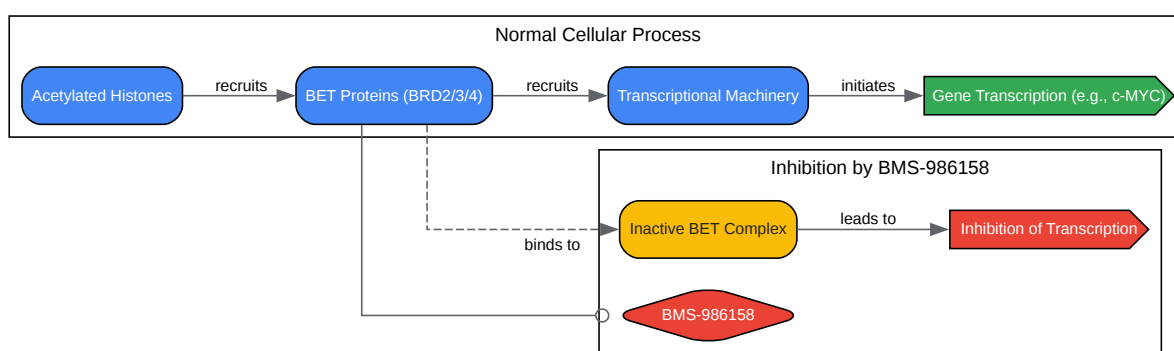 Normal Cellular Process
Acetylated Histones
recruits
BET Proteins (BRD2/3/4)
recruits
Transcriptional Machinery
initiates
Gene Transcription (e.g., c-MYC)
Inhibition by BMS-986158
binds to
Inactive BET Complex
leads to
Inhibition of Transcription
BMS-986158